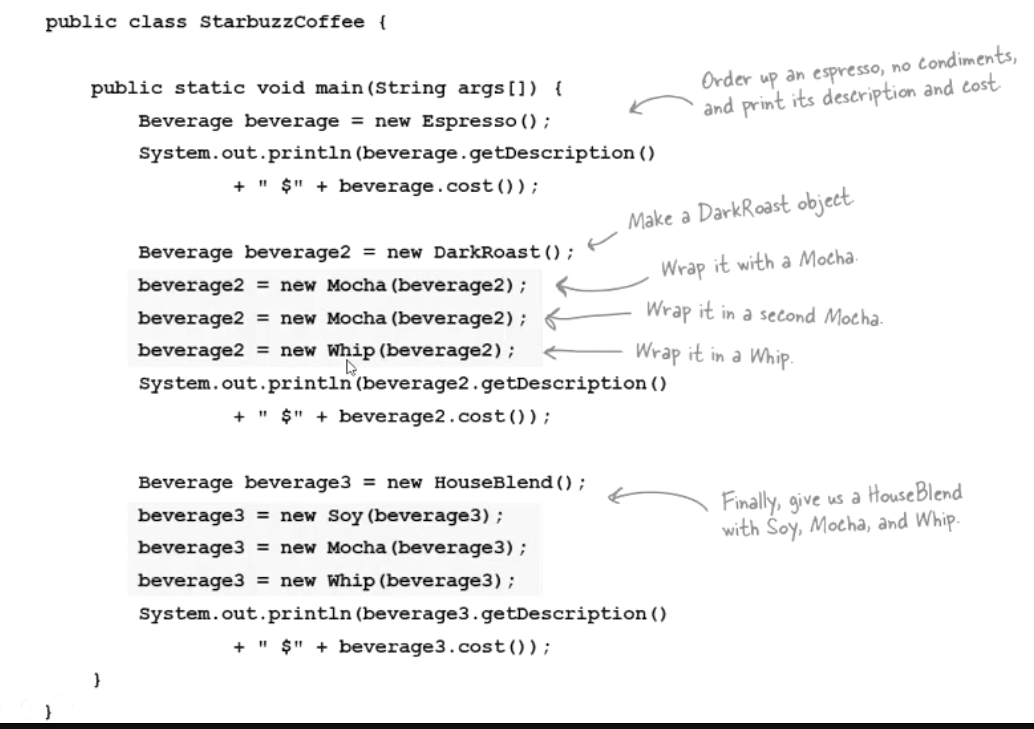 public class StarbuzzCoffee {
public static void main(String args[]) {
Beverage beverage = new Espresso();
System.out.println(beverage.getDescription()
+ " $" + beverage.cost());
Order up an espresso, no condiments,
and print its description and cost.
Beverage beverage2 = new DarkRoast();
Make a DarkRoast object.
beverage2 = new Mocha(beverage2);
Wrap it with a Mocha.
beverage2 = new Mocha(beverage2);
Wrap it in a second Mocha.
beverage2 = new Whip(beverage2);
Wrap it in a Whip.
System.out.println(beverage2.getDescription()
+ " $" + beverage2.cost());
Beverage beverage3 = new HouseBlend();
beverage3 = new Soy(beverage3);
beverage3 = new Mocha(beverage3);
beverage3 = new Whip(beverage3);
Finally, give us a HouseBlend
with Soy, Mocha, and Whip.
System.out.println(beverage3.getDescription()
+ " $" + beverage3.cost());
}
}